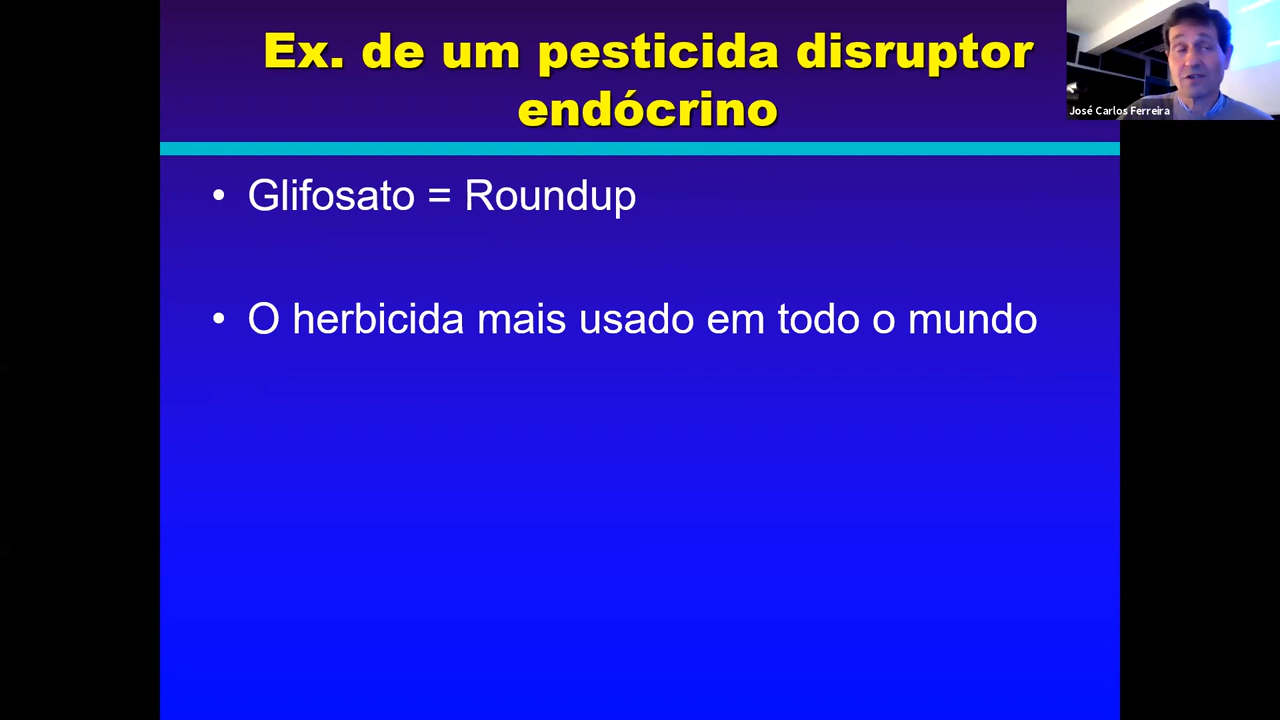 Ex. de um pesticida disruptor
endócrino
José Carlos Ferreira
• Glifosato = Roundup
• O herbicida mais usado em todo o mundo